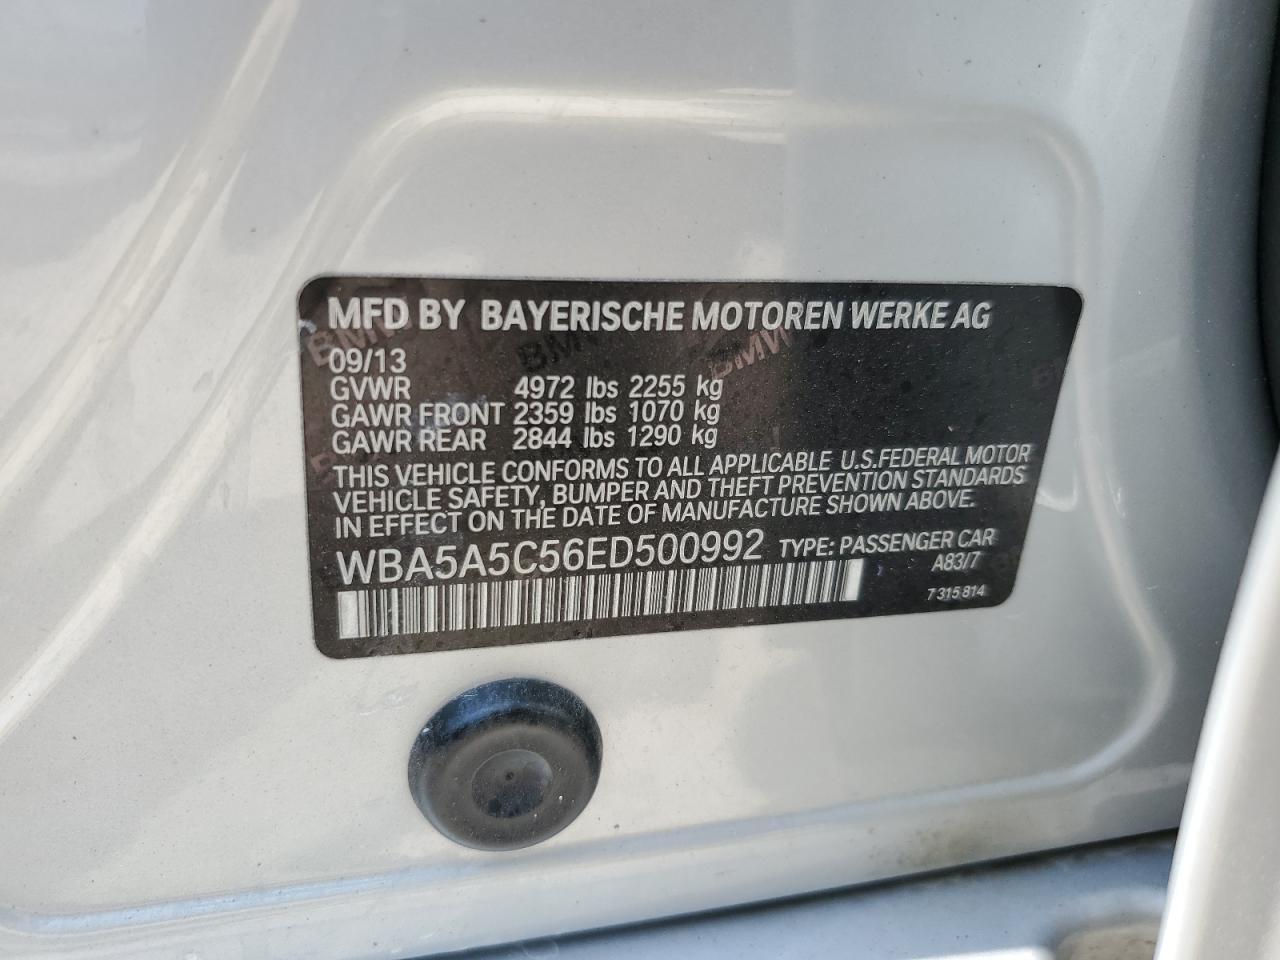 MFD BY BAYERISCHE MOTOREN WERKE AG
09/13
GVWR 4972 lbs 2255 kg
GAWR FRONT 2359 lbs 1070 kg
GAWR REAR 2844 lbs 1290 kg
THIS VEHICLE CONFORMS TO ALL APPLICABLE U.S.FEDERAL MOTOR
VEHICLE SAFETY, BUMPER AND THEFT PREVENTION STANDARDS
IN EFFECT ON THE DATE OF MANUFACTURE SHOWN ABOVE.
WBA5A5C56ED500992 TYPE: PASSENGER CAR
A83/7
7 315 814
BMW
BMW
BMW